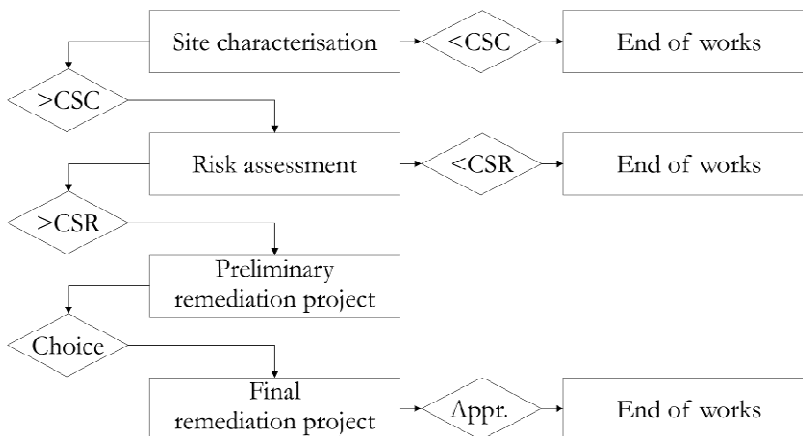 Site characterisation
<CSC
End of works
>CSC
Risk assessment
<CSR
End of works
>CSR
Preliminary
remediation project
Choice
Final
remediation project
Appr.
End of works